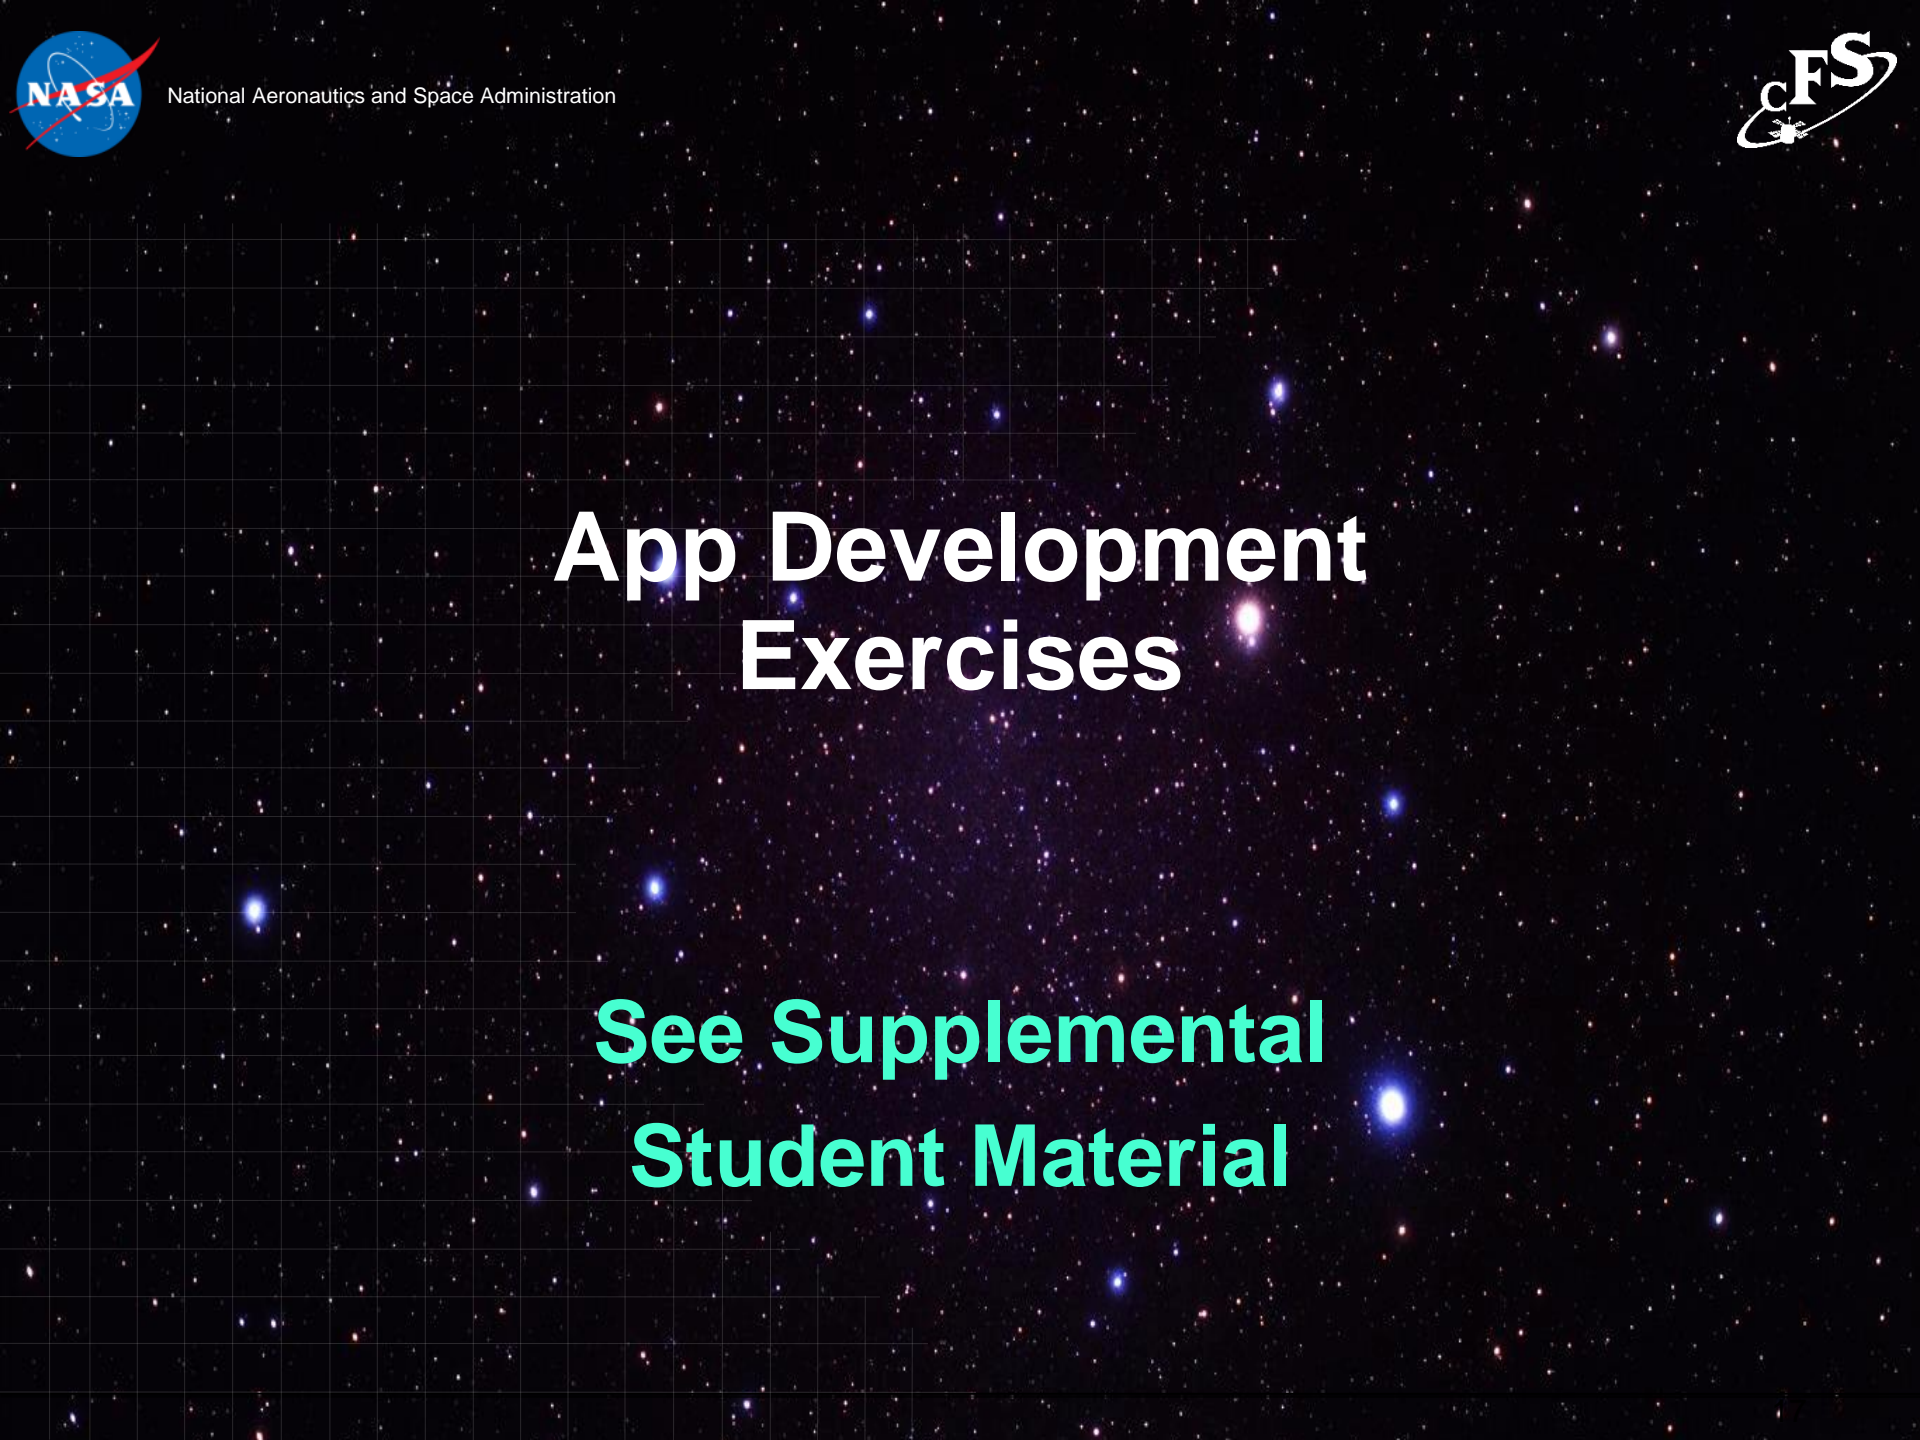 NASA
National Aeronautics and Space Administration
cFS
App Development
Exercises
See Supplemental
Student Material